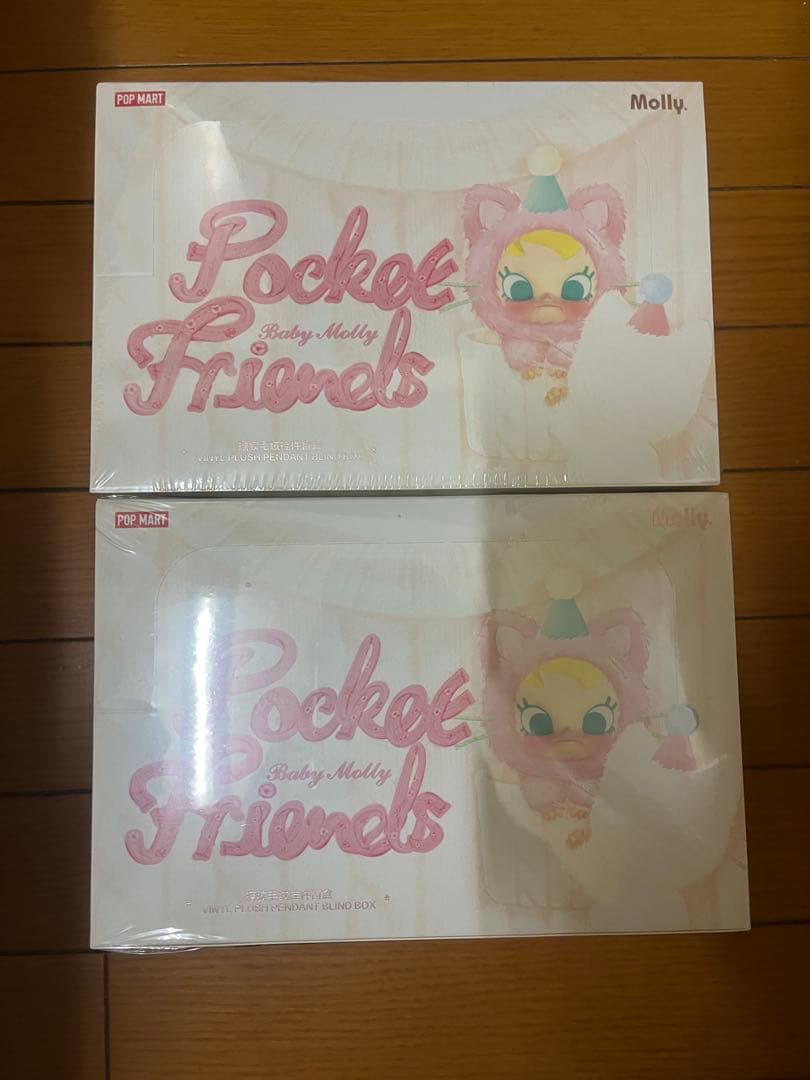 POP MART
Molly.
Pocket
Baby Molly
Friends
VINYL PLUSH PENDANT BLIND BOX
POP MART
Molly.
Pocket
Baby Molly
Friends
VINYL PLUSH PENDANT BLIND BOX